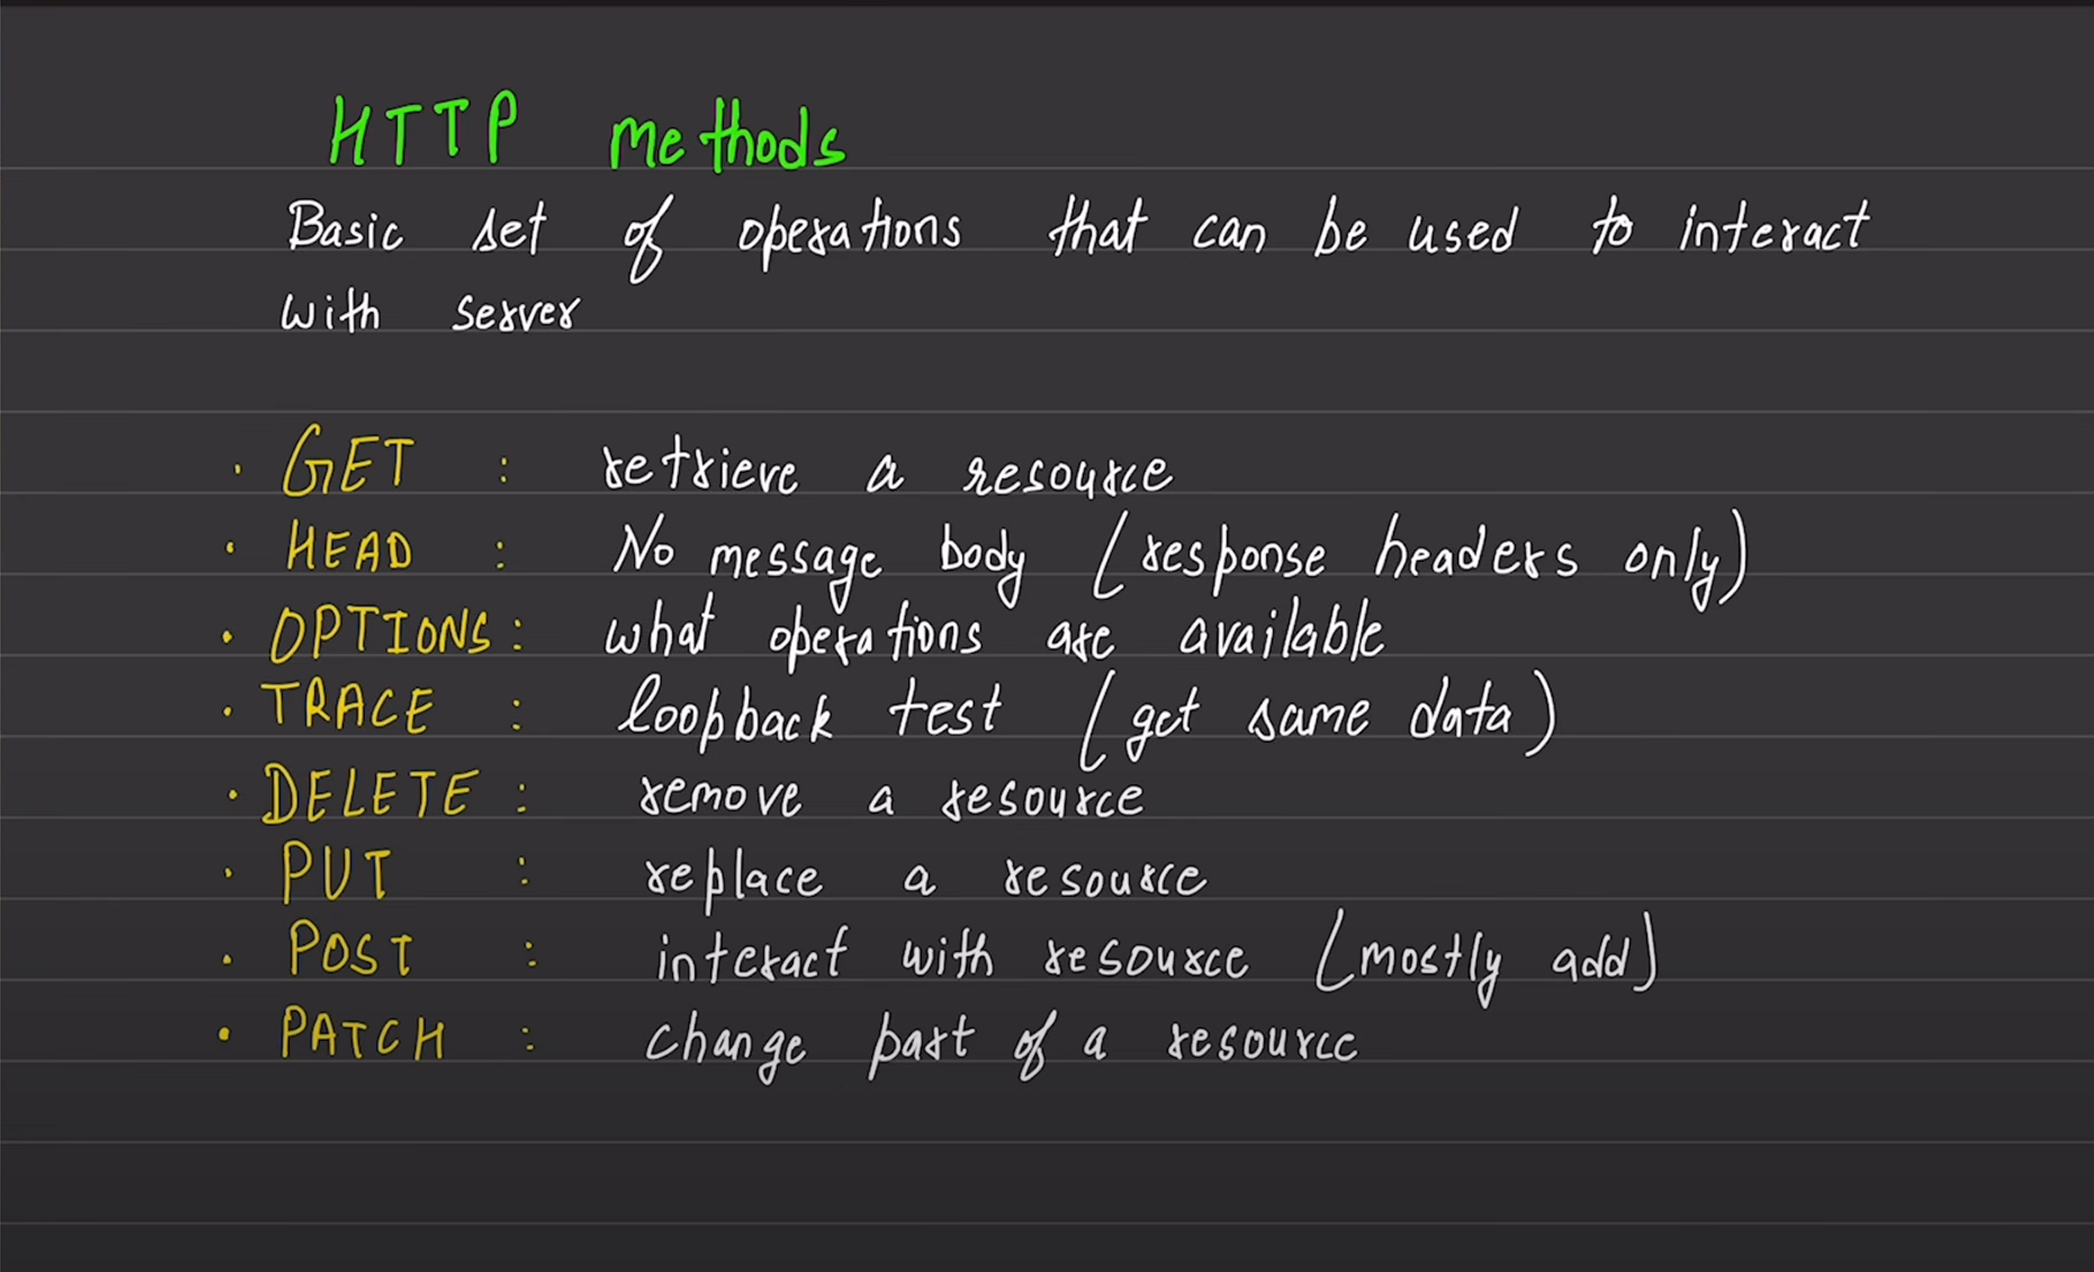 HTTP methods
Basic set of operations that can be used to interact
with server
· GET : retrieve a resource
· HEAD : No message body (response headers only)
· OPTIONS : what operations are available
· TRACE : loopback test (get same data)
· DELETE : remove a resource
· PUT : replace a resource
· POST : interact with resource (mostly add)
· PATCH : change part of a resource